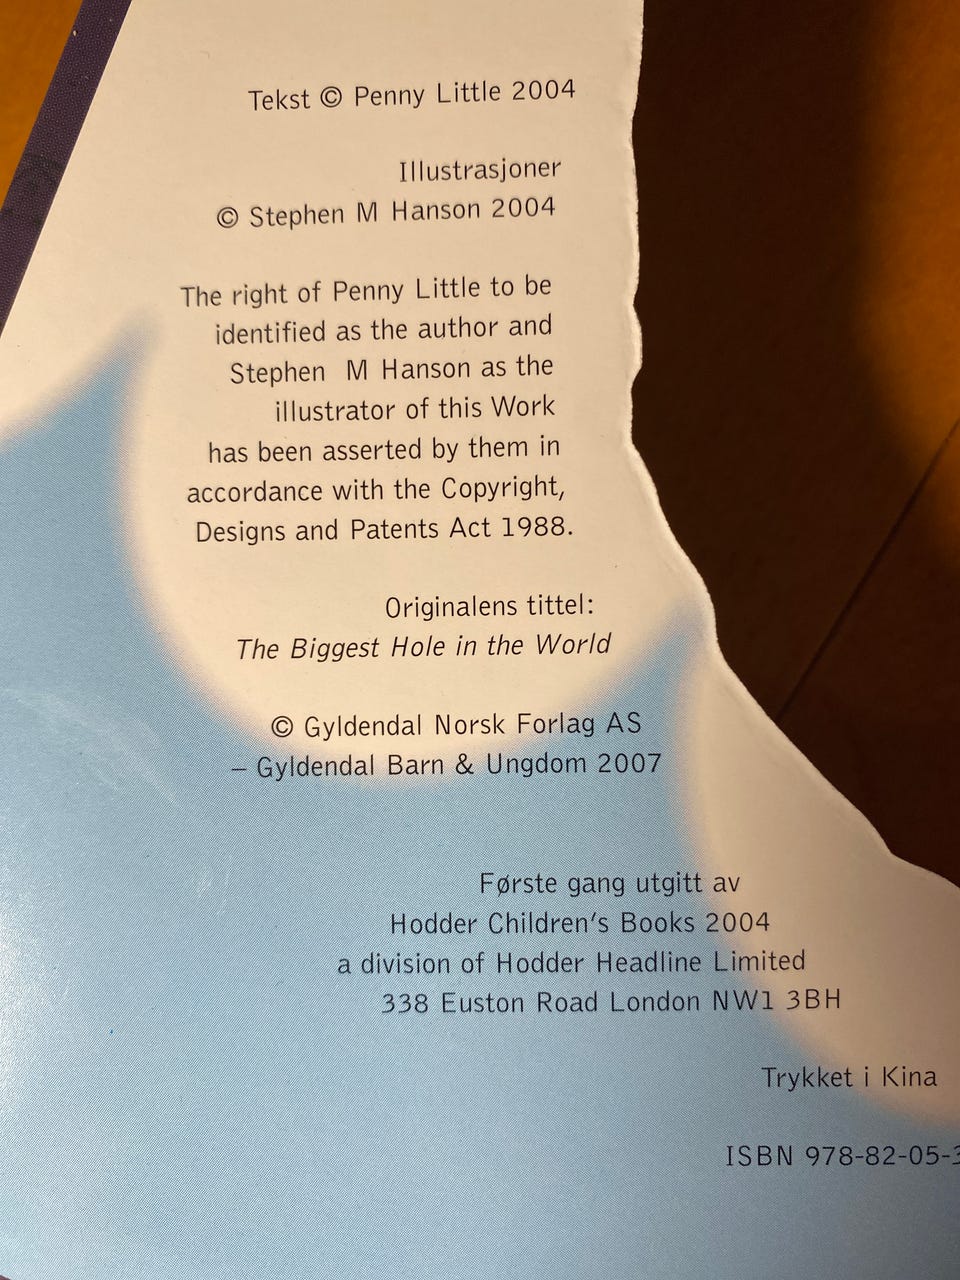 Tekst © Penny Little 2004
Illustrasjoner
© Stephen M Hanson 2004
The right of Penny Little to be
identified as the author and
Stephen M Hanson as the
illustrator of this Work
has been asserted by them in
accordance with the Copyright,
Designs and Patents Act 1988.
Originalens tittel:
The Biggest Hole in the World
© Gyldendal Norsk Forlag AS
– Gyldendal Barn & Ungdom 2007
Første gang utgitt av
Hodder Children's Books 2004
a division of Hodder Headline Limited
338 Euston Road London NW1 3BH
Trykket i Kina
ISBN 978-82-05-